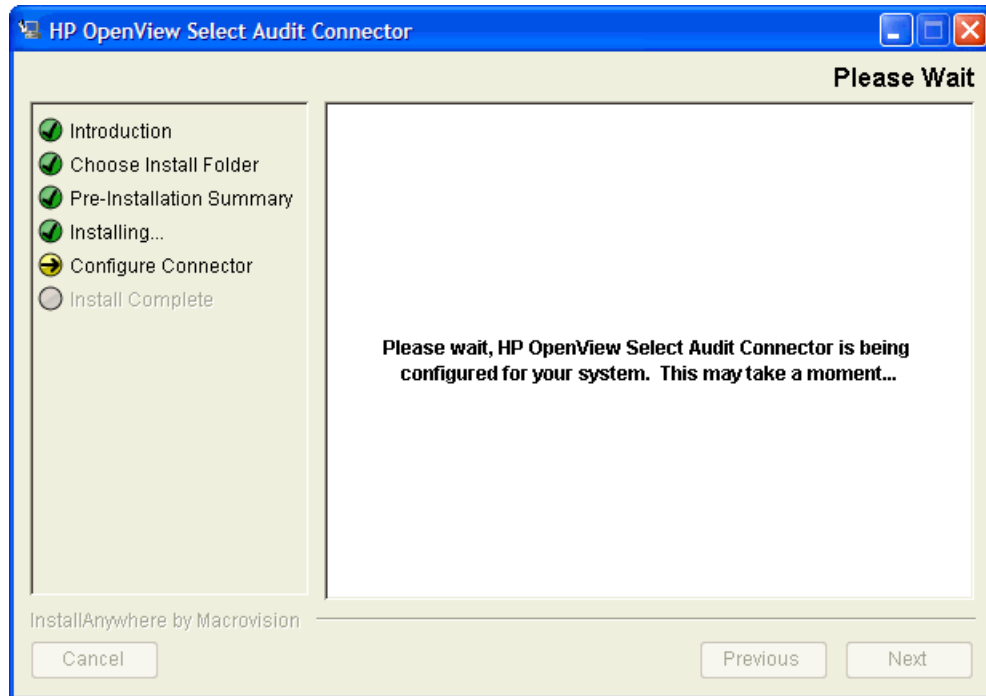 HP OpenView Select Audit Connector
Please Wait
Introduction
Choose Install Folder
Pre-Installation Summary
Installing...
Configure Connector
Install Complete
Please wait, HP OpenView Select Audit Connector is being
configured for your system.  This may take a moment...
InstallAnywhere by Macrovision
Cancel
Previous
Next